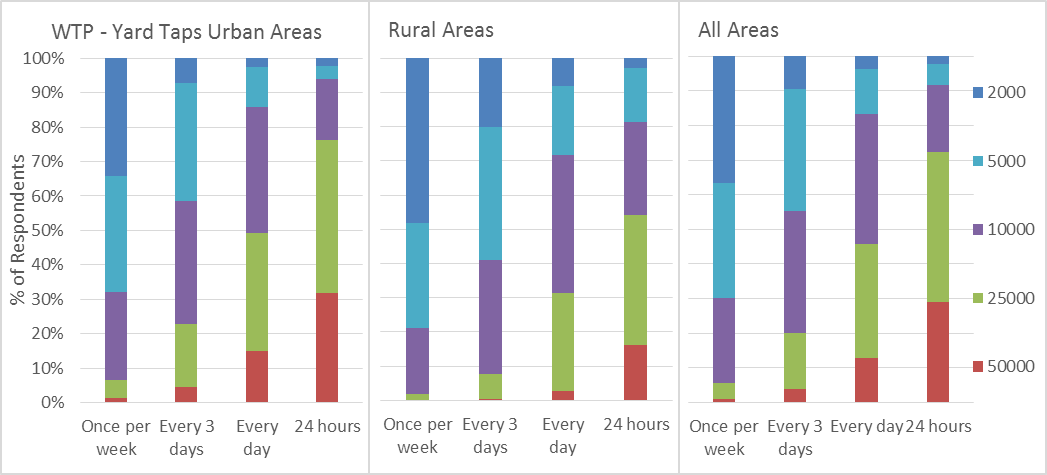 WTP - Yard Taps Urban Areas
Rural Areas
All Areas
% of Respondents
100%
90%
80%
70%
60%
50%
40%
30%
20%
10%
0%
Once per
week
Every 3
days
Every
day
24 hours
Once per
week
Every 3
days
Every
day
24 hours
Once per
week
Every 3
days
Every day
24 hours
2000
5000
10000
25000
50000